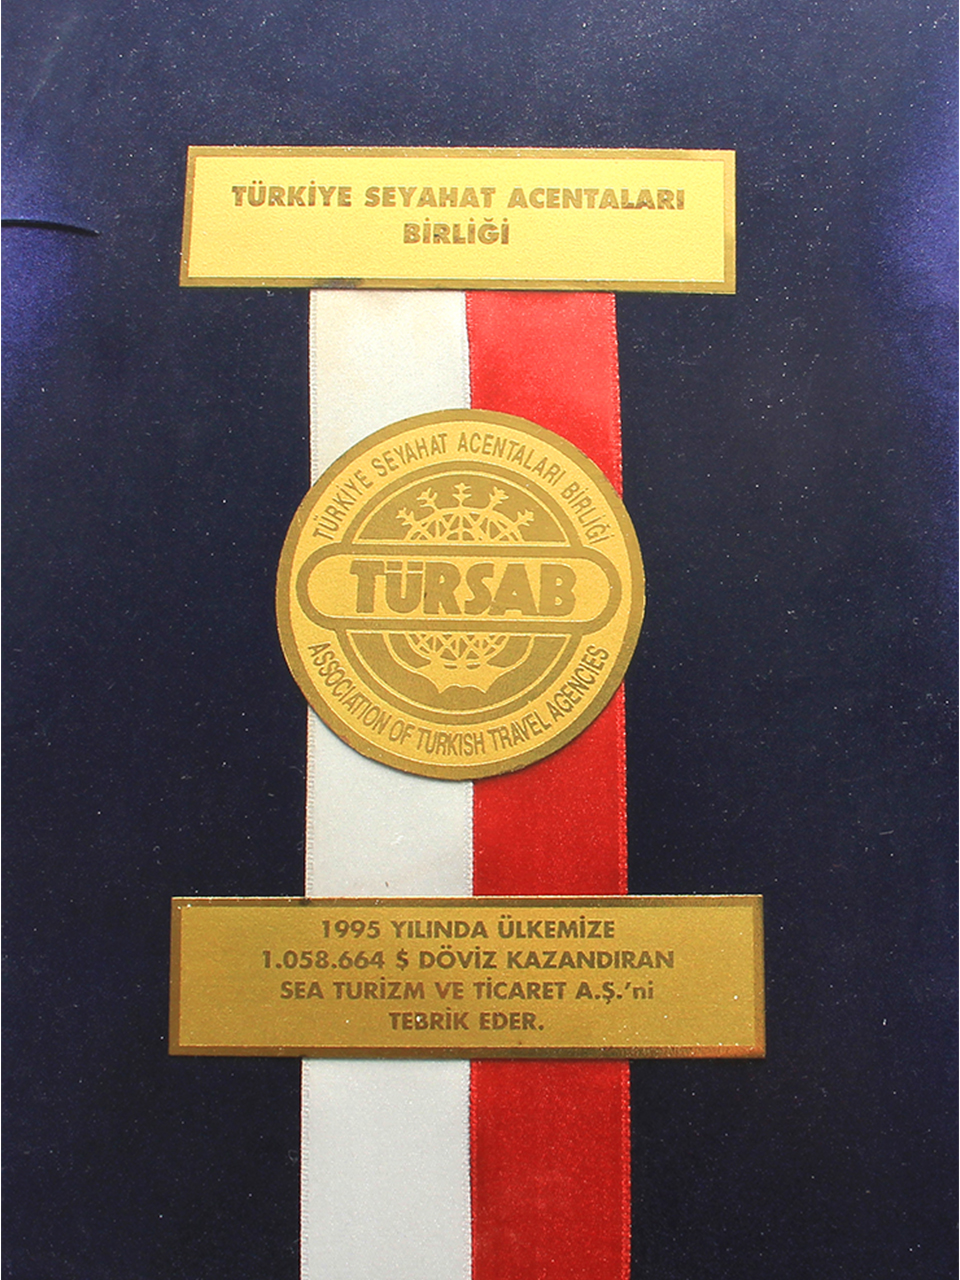 TÜRKİYE SEYAHAT ACENTALARI
BİRLİĞİ
TÜRKİYE SEYAHAT ACENTALARI BİRLİĞİ
TÜRSAB
ASSOCIATION OF TURKISH TRAVEL AGENCIES
1995 YILINDA ÜLKEMİZE
1.058.664 $ DÖVİZ KAZANDIRAN
SEA TURİZM VE TİCARET A.Ş.'ni
TEBRİK EDER.